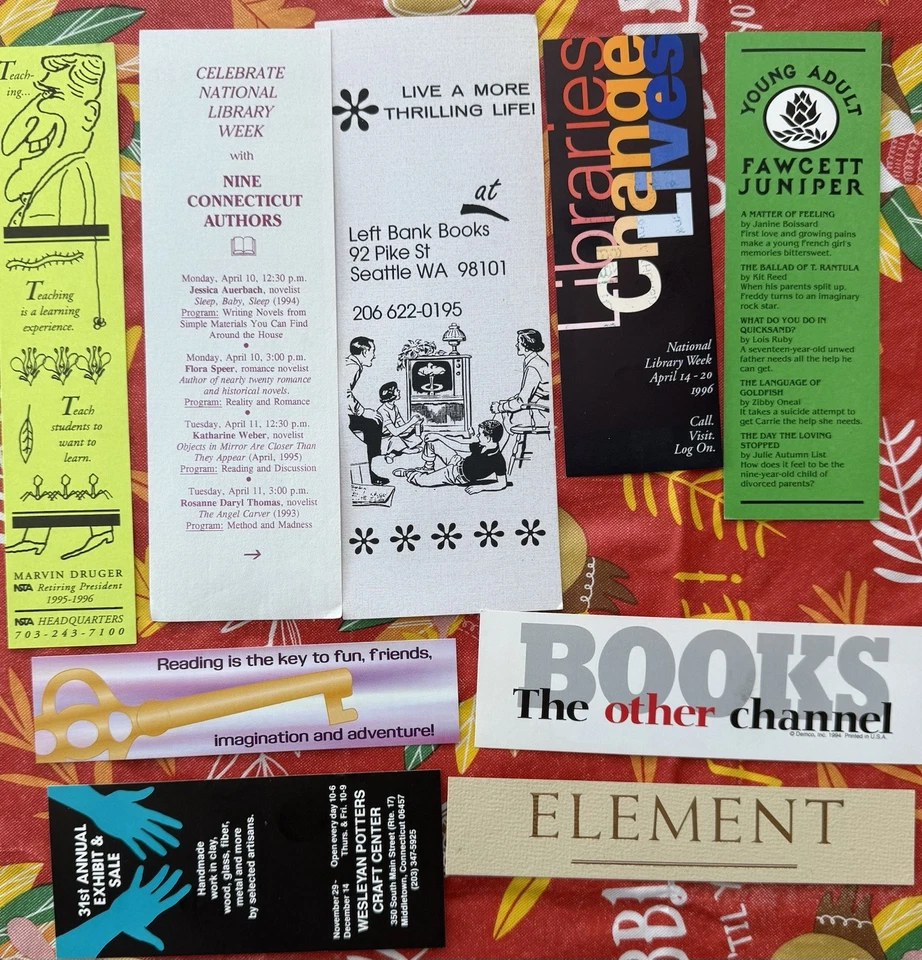 Teach-
ing...
Teaching
is a learning
experience.
Teach
students to
want to
learn.
MARVIN DRUGER
NSTA Retiring President
1995-1996
NSTA HEADQUARTERS
703-243-7100
CELEBRATE
NATIONAL
LIBRARY
WEEK
with
NINE
CONNECTICUT
AUTHORS
Monday, April 10, 12:30 p.m.
Jessica Auerbach, novelist
Sleep, Baby, Sleep (1994)
Program: Writing Novels from
Simple Materials You Can Find
Around the House
Monday, April 10, 3:00 p.m.
Flora Speer, romance novelist
Author of nearly twenty romance
and historical novels.
Program: Reality and Romance
Tuesday, April 11, 12:30 p.m.
Katharine Weber, novelist
Objects in Mirror Are Closer Than
They Appear (April, 1995)
Program: Reading and Discussion
Tuesday, April 11, 3:00 p.m.
Rosanne Daryl Thomas, novelist
The Angel Carver (1993)
Program: Method and Madness
→
LIVE A MORE
THRILLING LIFE!
at
Left Bank Books
92 Pike St
Seattle WA 98101
206 622-0195
Libraries
Change
Lives
National
Library Week
April 14 - 20
1996
Call.
Visit.
Log On.
YOUNG ADULT
FAWCETT
JUNIPER
A MATTER OF FEELING
by Janine Boissard
First love and growing pains
make a young French girl's
memories bittersweet.
THE BALLAD OF T. RANTULA
by Kit Reed
When his parents split up,
Freddy turns to an imaginary
rock star.
WHAT DO YOU DO IN
QUICKSAND?
by Lois Ruby
A seventeen-year-old unwed
father needs all the help he
can get.
THE LANGUAGE OF
GOLDFISH
by Zibby Oneal
It takes a suicide attempt to
get Carrie the help she needs.
THE DAY THE LOVING
STOPPED
by Julie Autumn List
How does it feel to be the
nine-year-old child of
divorced parents?
Reading is the key to fun, friends,
imagination and adventure!
BOOKS
The other channel
© Demco, Inc. 1994 Printed in U.S.A.
31st ANNUAL
EXHIBIT &
SALE
Handmade
work in clay,
wood, glass, fiber,
metal and more
by selected artisans.
November 29- Open every day 10-6
December 14 Thurs. & Fri. 10-9
WESLEYAN POTTERS
CRAFT CENTER
350 South Main Street (Rte. 17)
Middletown, Connecticut 06457
(203) 347-5925
ELEMENT